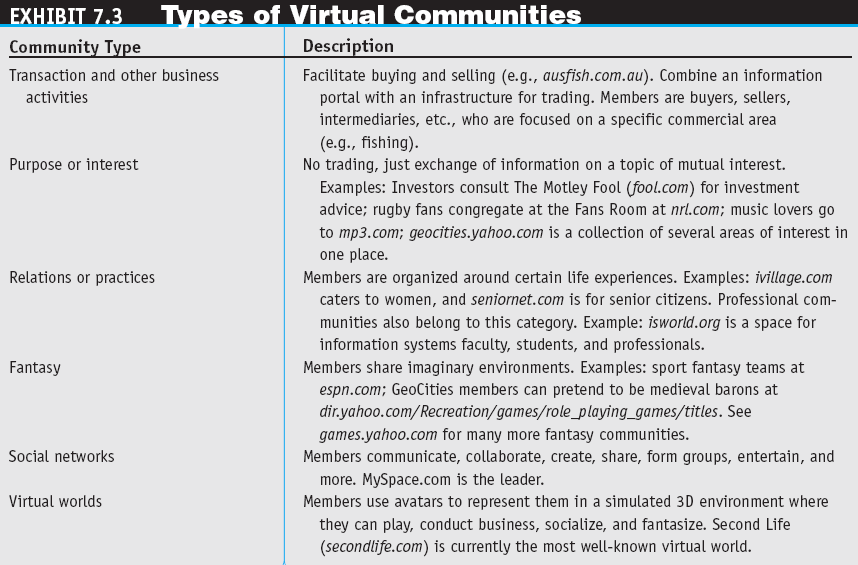 EXHIBIT 7.3 Types of Virtual Communities
Community Type Description
Transaction and other business
activities
Facilitate buying and selling (e.g., ausfish.com.au). Combine an information
portal with an infrastructure for trading. Members are buyers, sellers,
intermediaries, etc., who are focused on a specific commercial area
(e.g., fishing).
Purpose or interest
No trading, just exchange of information on a topic of mutual interest.
Examples: Investors consult The Motley Fool (fool.com) for investment
advice; rugby fans congregate at the Fans Room at nrl.com; music lovers go
to mp3.com; geocities.yahoo.com is a collection of several areas of interest in
one place.
Relations or practices
Members are organized around certain life experiences. Examples: ivillage.com
caters to women, and seniornet.com is for senior citizens. Professional com-
munities also belong to this category. Example: isworld.org is a space for
information systems faculty, students, and professionals.
Fantasy
Members share imaginary environments. Examples: sport fantasy teams at
espn.com; GeoCities members can pretend to be medieval barons at
dir.yahoo.com/Recreation/games/role_playing_games/titles. See
games.yahoo.com for many more fantasy communities.
Social networks
Members communicate, collaborate, create, share, form groups, entertain, and
more. MySpace.com is the leader.
Virtual worlds
Members use avatars to represent them in a simulated 3D environment where
they can play, conduct business, socialize, and fantasize. Second Life
(secondlife.com) is currently the most well-known virtual world.